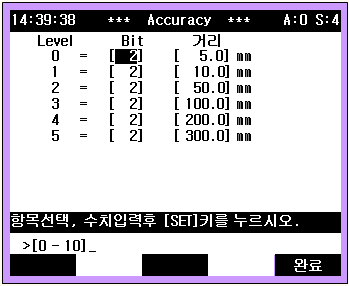 14:39:38 *** Accuracy *** A:0 S:4
Level Bit 거리
0 = [ 2] [ 5.0] mm
1 = [ 2] [ 10.0] mm
2 = [ 2] [ 50.0] mm
3 = [ 2] [100.0] mm
4 = [ 2] [200.0] mm
5 = [ 2] [300.0] mm
항목선택, 수치입력후 [SET]키를 누르시오.
>[0 - 10]_
완료